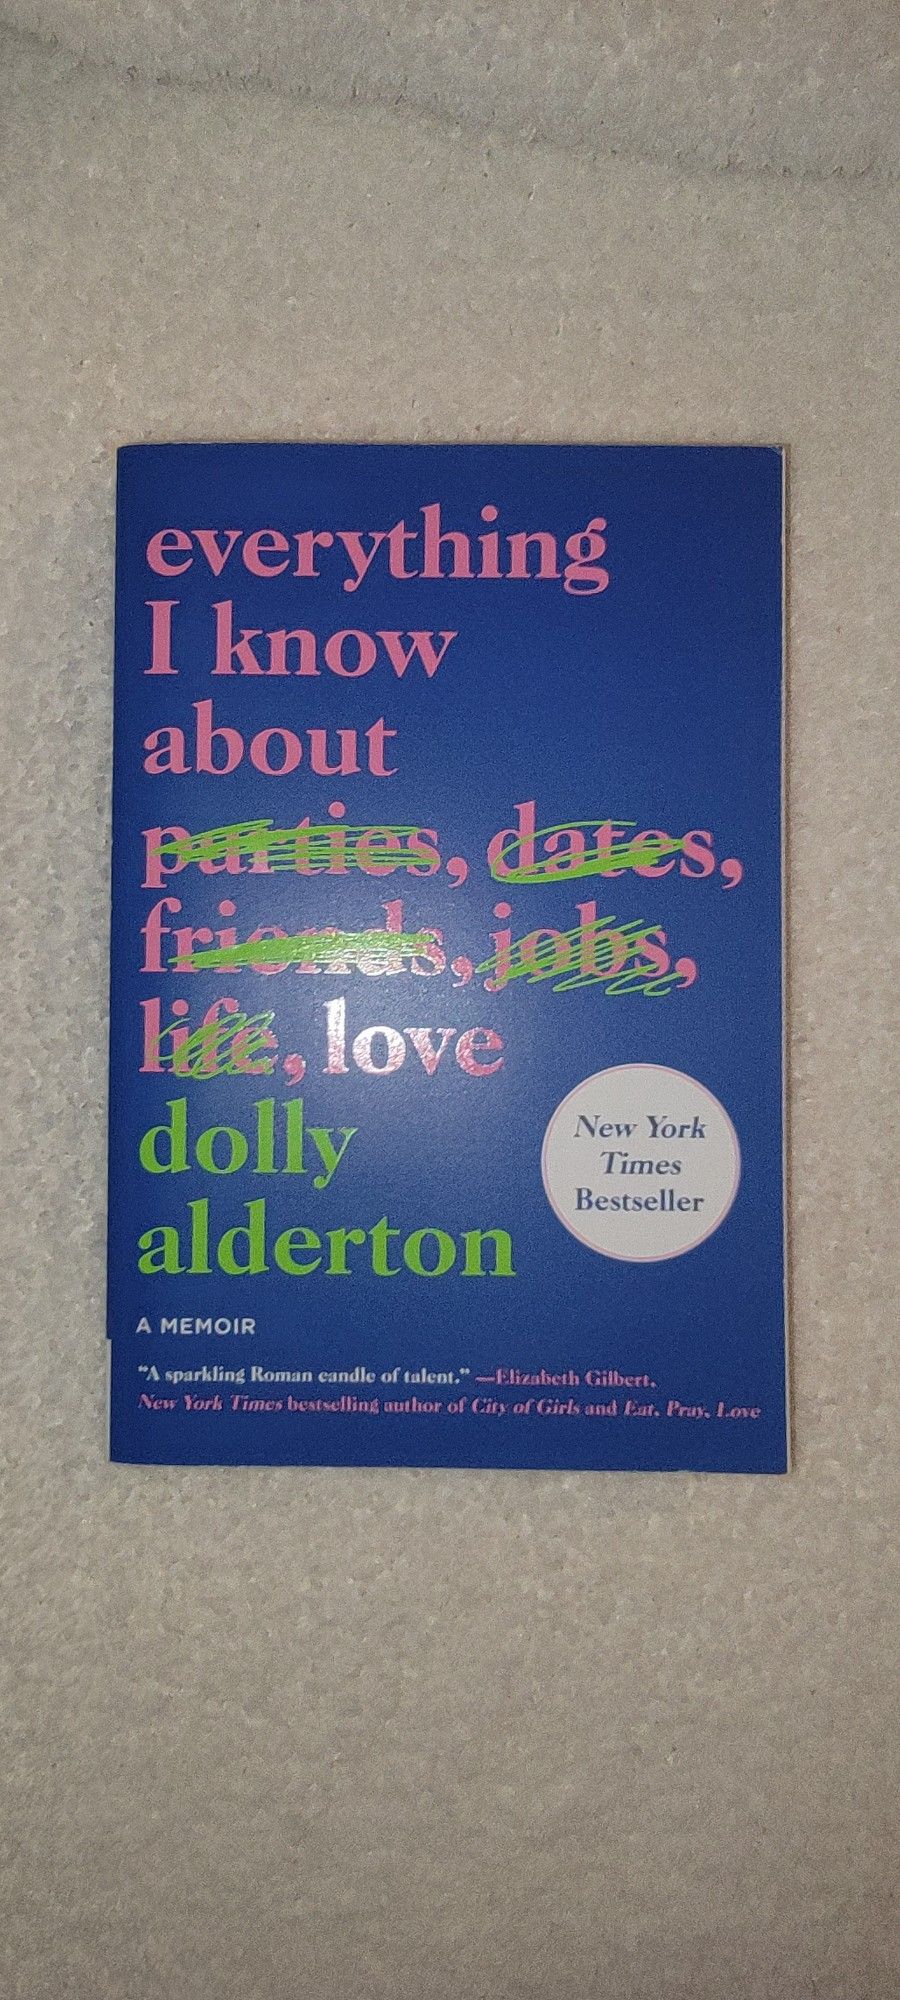 everything
I know
about
parties, dates,
friends, jobs,
life, love
dolly
alderton
New York
Times
Bestseller
A MEMOIR
"A sparkling Roman candle of talent." —Elizabeth Gilbert,
New York Times bestselling author of City of Girls and Eat, Pray, Love